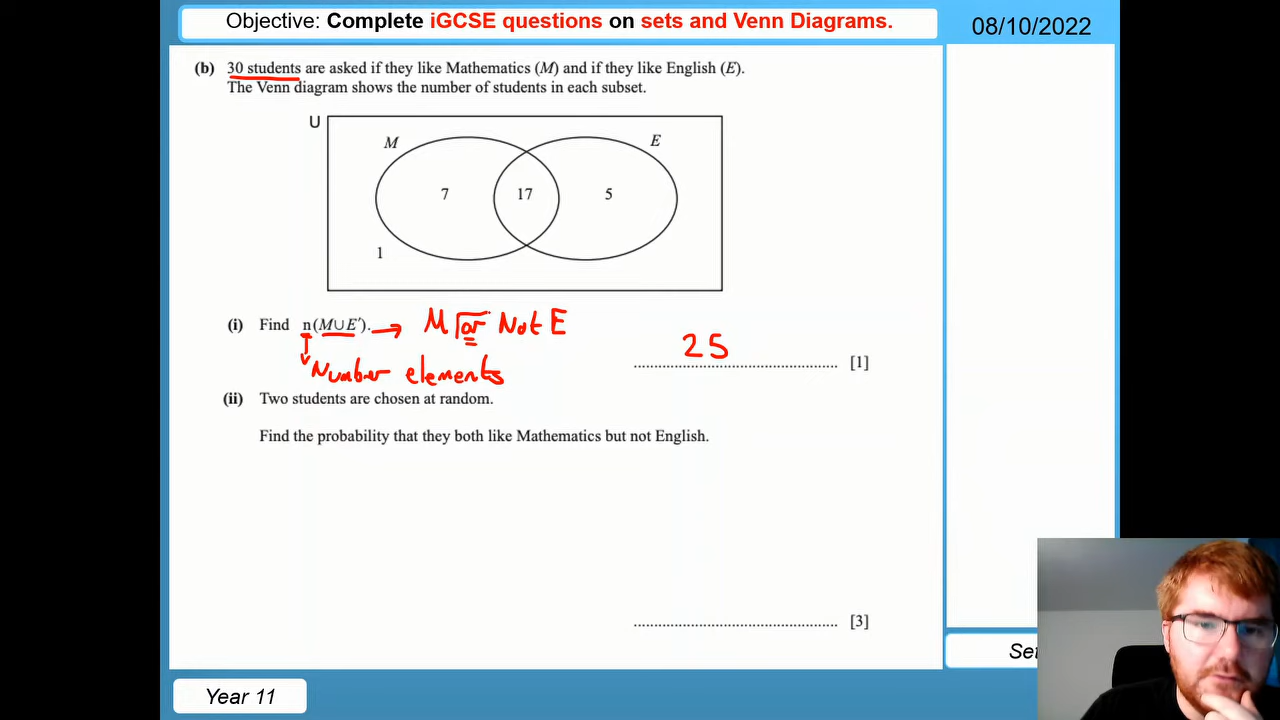 Objective: Complete iGCSE questions on sets and Venn Diagrams.
08/10/2022
(b) 30 students are asked if they like Mathematics (M) and if they like English (E).
The Venn diagram shows the number of students in each subset.
U
M
E
7
17
5
1
(i) Find n(M∪E′). → M or Not E
25
[1]
Number elements
(ii) Two students are chosen at random.
Find the probability that they both like Mathematics but not English.
[3]
Set
Year 11